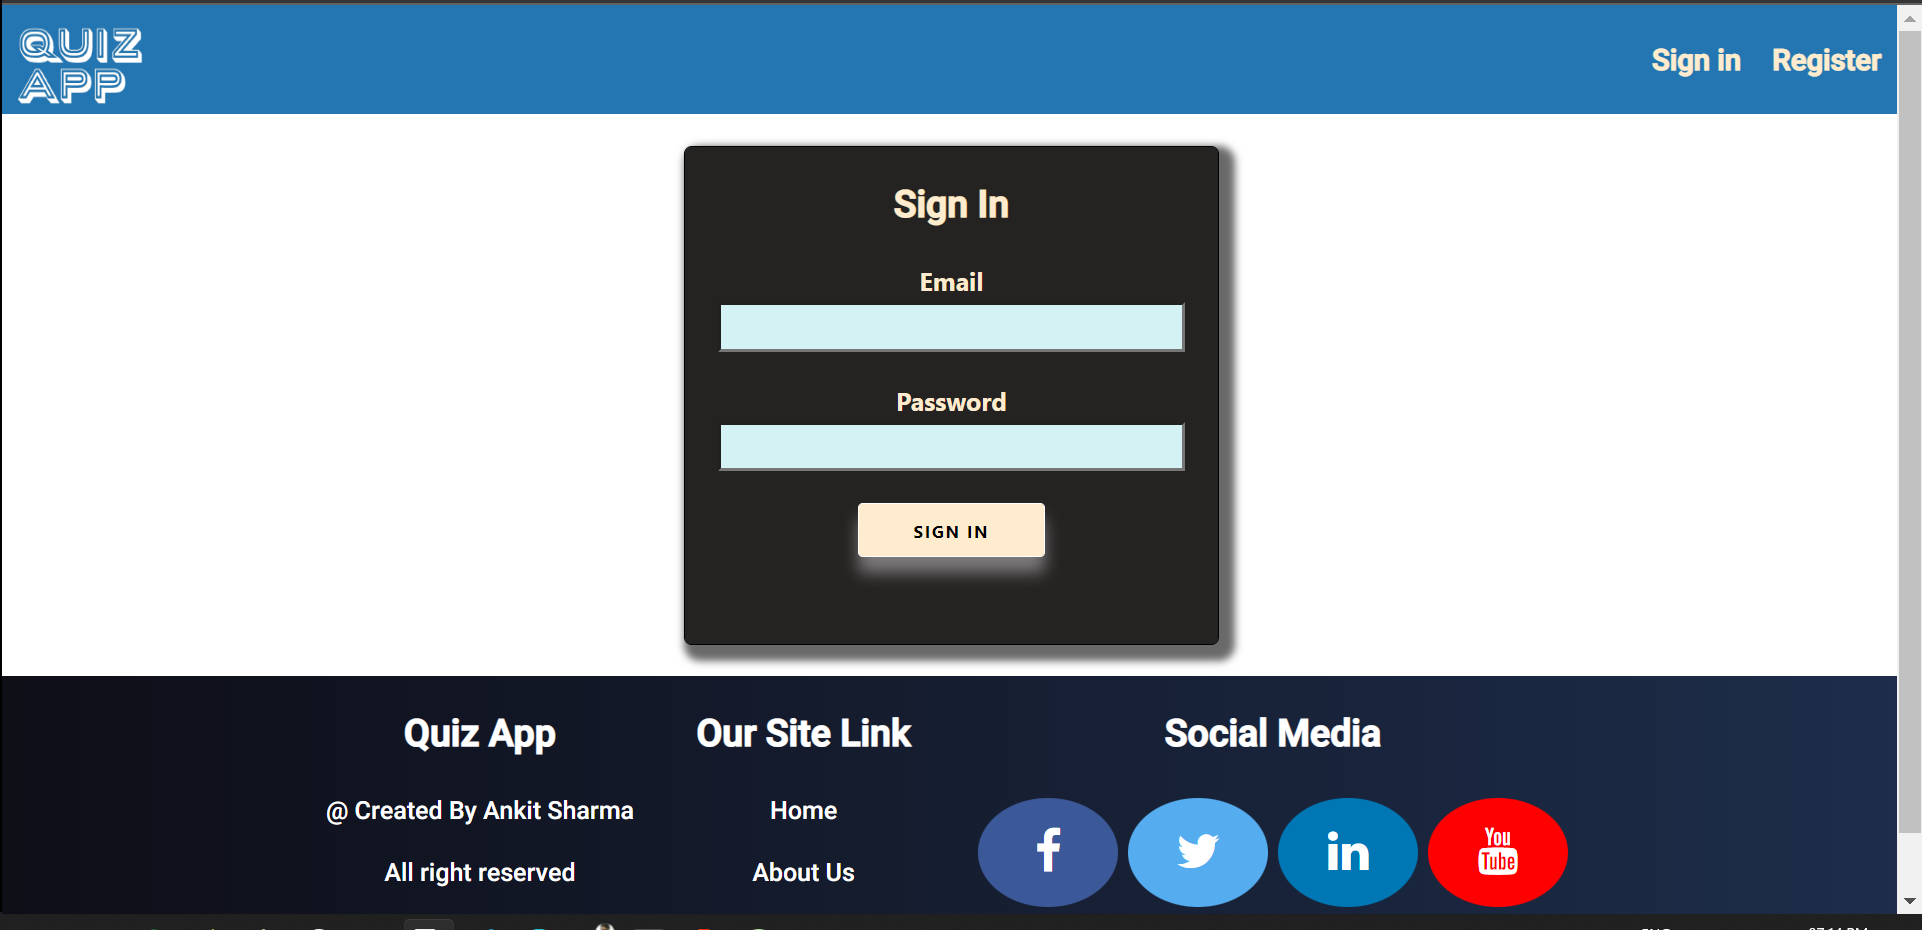 QUIZ
APP
Sign in
Register
Sign In
Email
Password
SIGN IN
Quiz App
Our Site Link
Social Media
@ Created By Ankit Sharma
Home
All right reserved
About Us
You
Tube